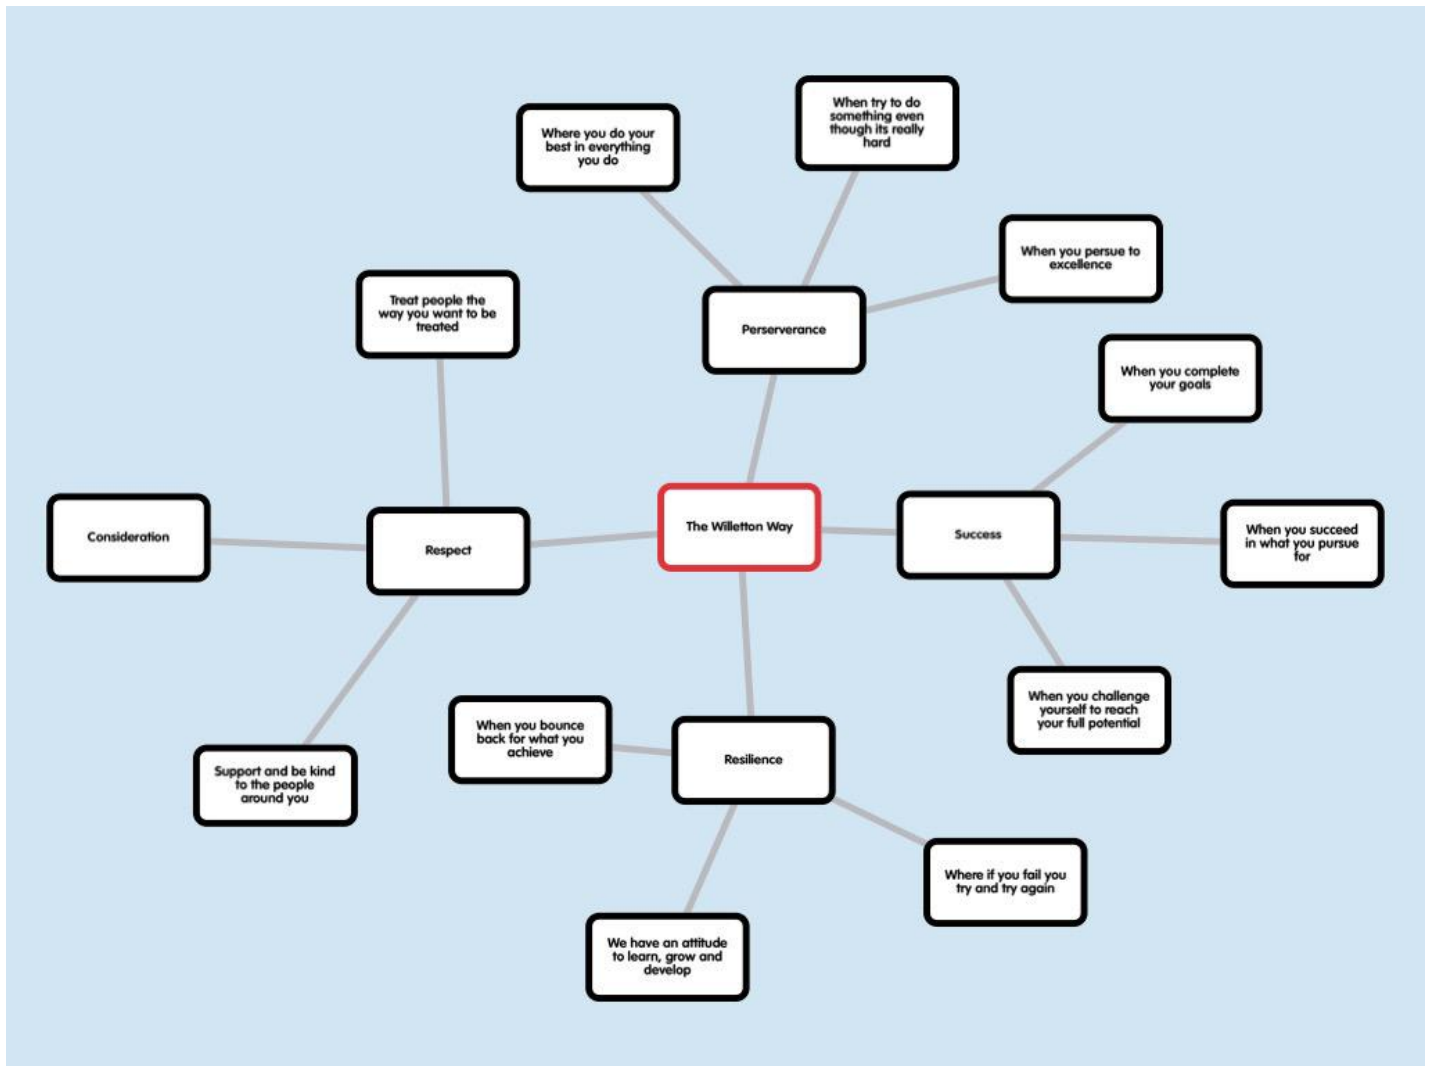 When try to do
something even
though its really
hard
Where you do your
best in everything
you do
When you persue to
excellence
Treat people the
way you want to be
treated
Perserverance
When you complete
your goals
The Willetton Way
Success
When you succeed
in what you pursue
for
Consideration
Respect
When you challenge
yourself to reach
your full potential
When you bounce
back for what you
achieve
Resilience
Support and be kind
to the people
around you
Where if you fail you
try and try again
We have an attitude
to learn, grow and
develop